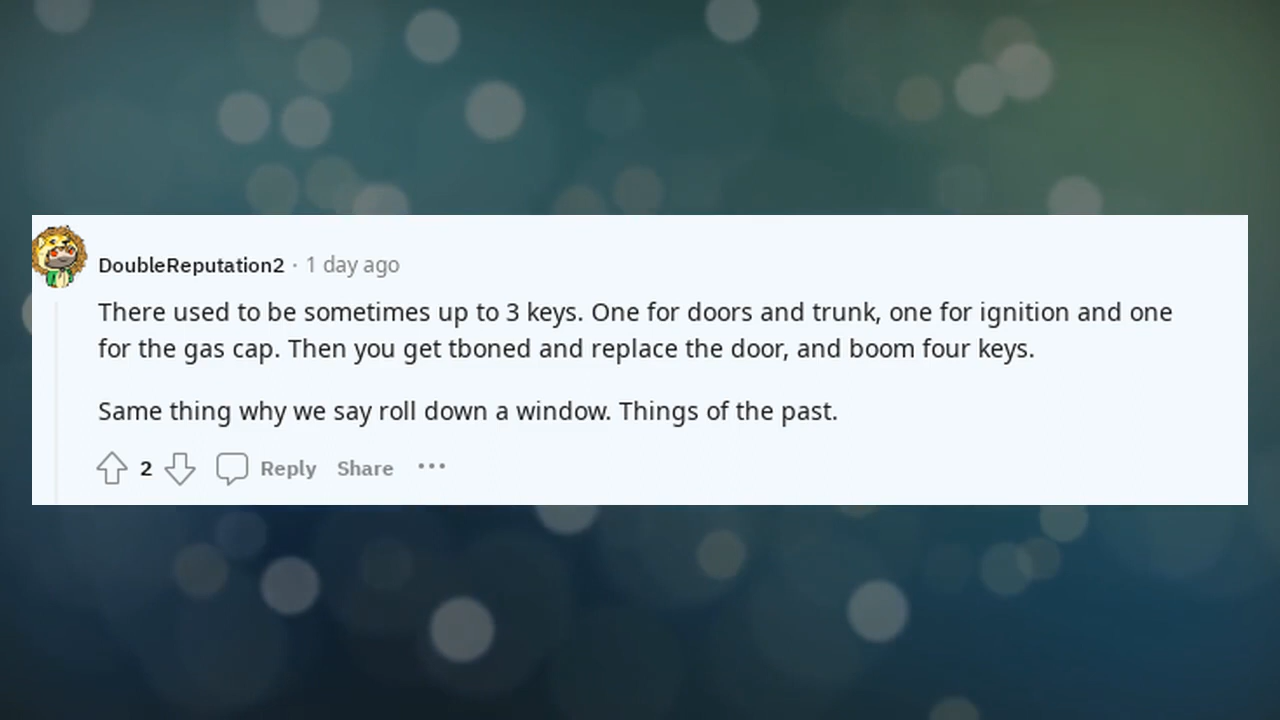 DoubleReputation2 · 1 day ago
There used to be sometimes up to 3 keys. One for doors and trunk, one for ignition and one
for the gas cap. Then you get tboned and replace the door, and boom four keys.
Same thing why we say roll down a window. Things of the past.
2 Reply Share ···